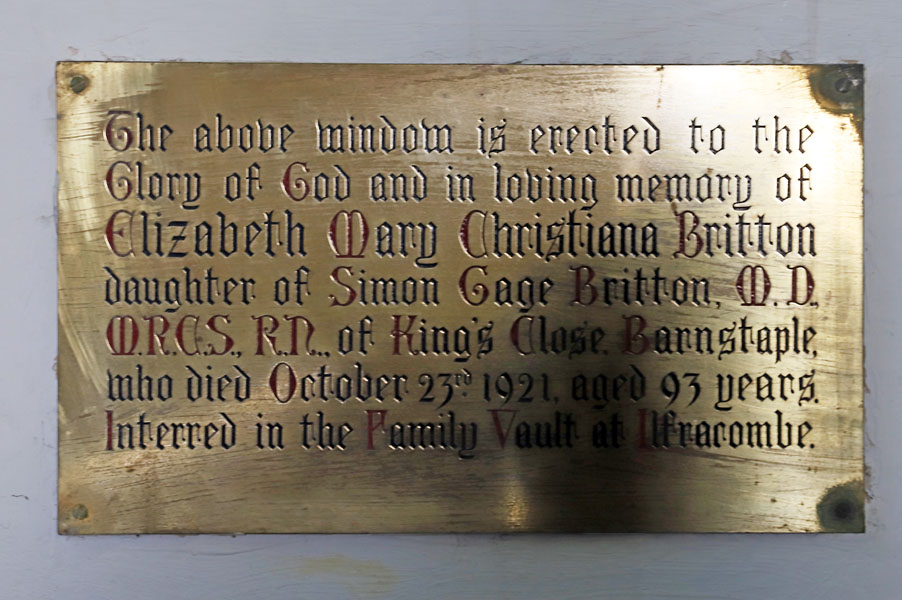 The above window is erected to the
Glory of God and in loving memory of
Elizabeth Mary Christiana Britton
daughter of Simon Gage Britton, M.D.,
M.R.C.S., R.N., of King's Close, Barnstaple,
who died October 23rd 1921, aged 93 years.
Interred in the Family Vault at Ilfracombe.